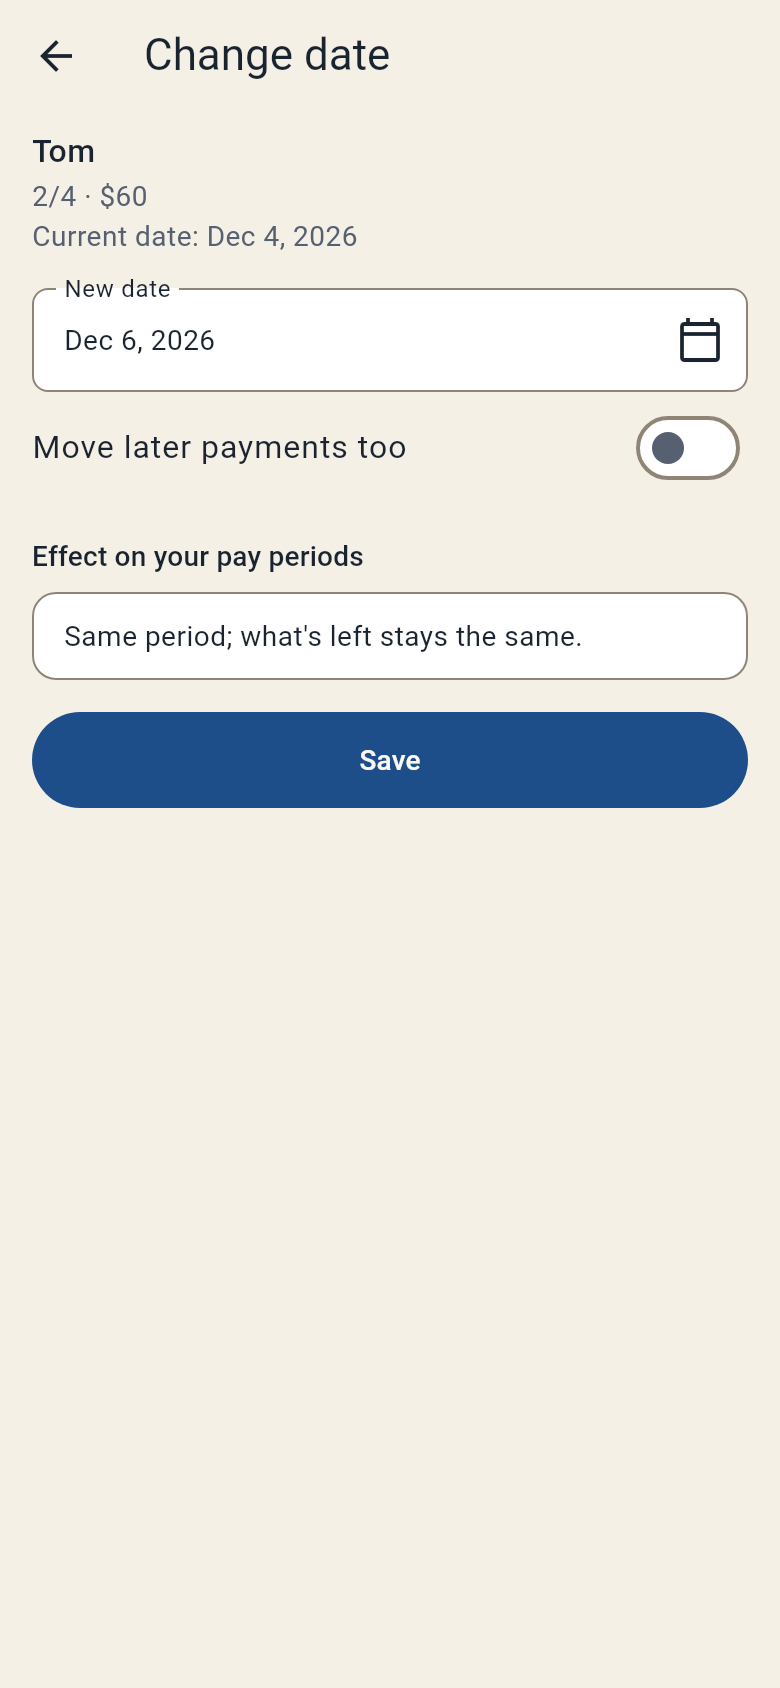 Change date
Tom
2/4 · $60
Current date: Dec 4, 2026
New date
Dec 6, 2026
Move later payments too
Effect on your pay periods
Same period; what's left stays the same.
Save